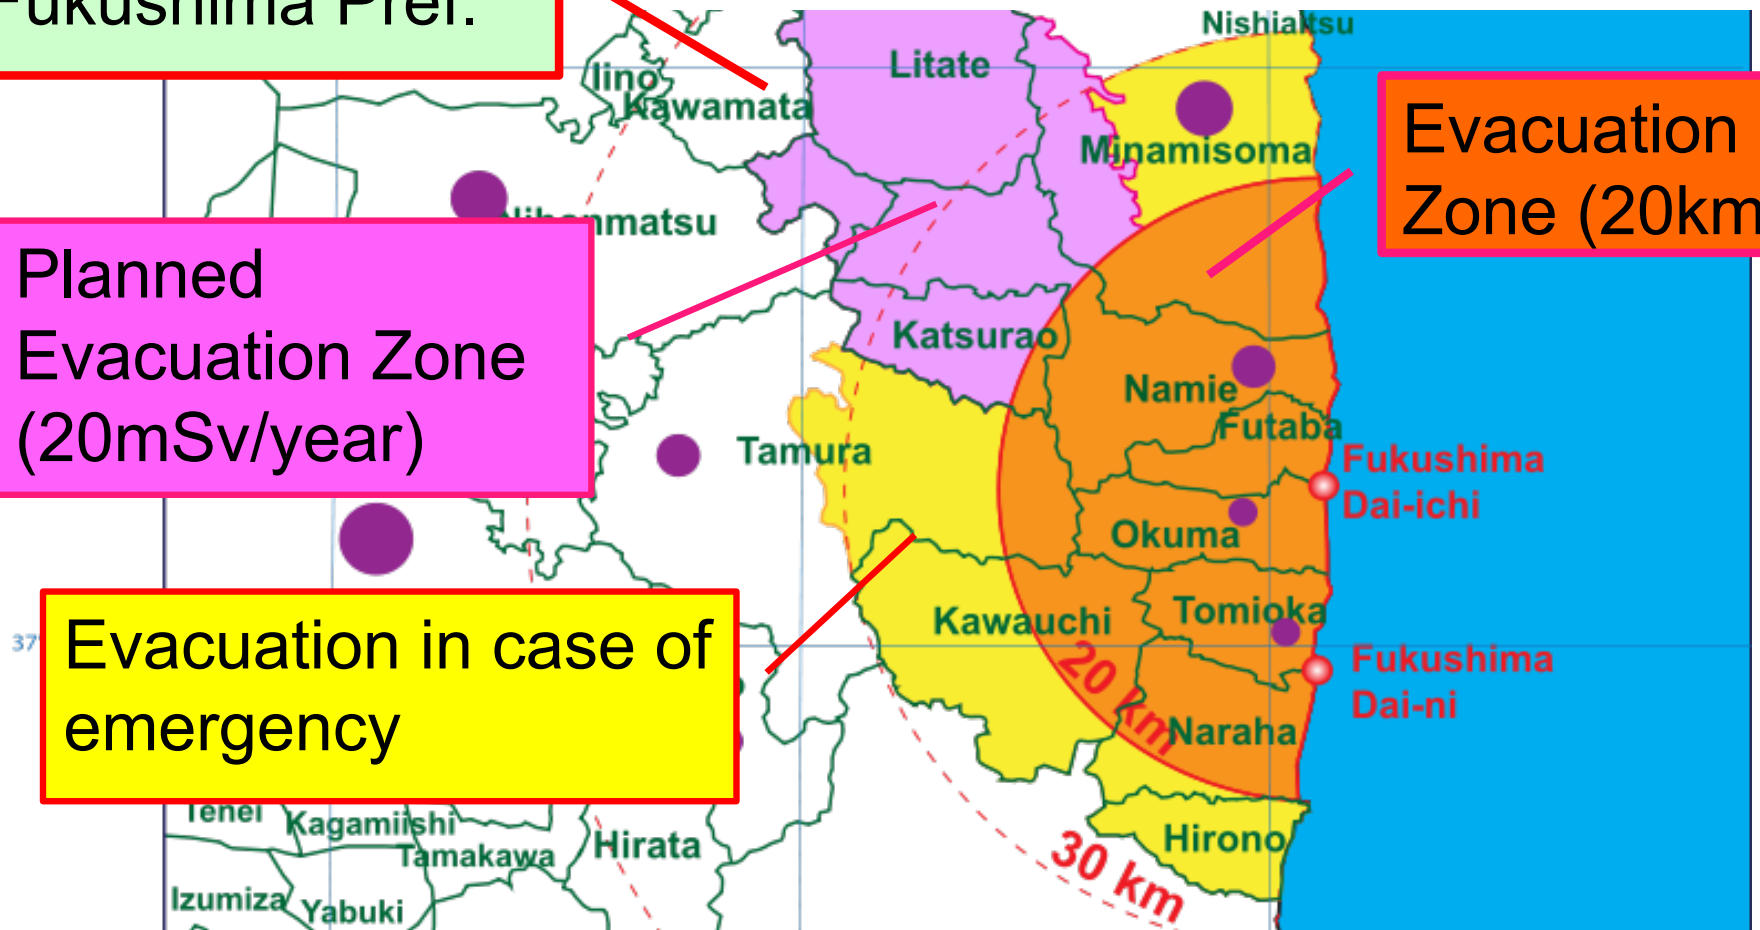 Fukushima Pref.
Litate
Iino
Kawamata
Minamisoma
Evacuation
Zone (20km
Planned
Evacuation Zone
(20mSv/year)
Katsurao
Namie
Futaba
Tamura
Fukushima
Dai-ichi
Okuma
Evacuation in case of
emergency
37°
Kawauchi
Tomioka
20 km
Fukushima
Dai-ni
Naraha
Tenei
Kagamiishi
Tamakawa
Hirata
Hirono
30 km
Izumiza
Yabuki